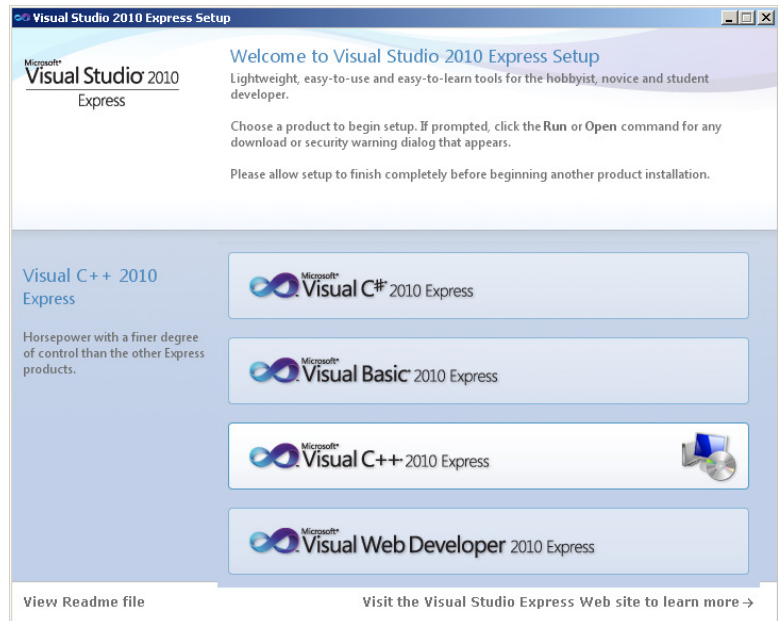 Visual Studio 2010 Express Setup
Microsoft®
Visual Studio® 2010
Express
Welcome to Visual Studio 2010 Express Setup
Lightweight, easy-to-use and easy-to-learn tools for the hobbyist, novice and student
developer.
Choose a product to begin setup. If prompted, click the Run or Open command for any
download or security warning dialog that appears.
Please allow setup to finish completely before beginning another product installation.
Visual C++ 2010
Express
Horsepower with a finer degree
of control than the other Express
products.
Microsoft®
Visual C#® 2010 Express
Microsoft®
Visual Basic® 2010 Express
Microsoft®
Visual C++® 2010 Express
Microsoft®
Visual Web Developer™ 2010 Express
View Readme file
Visit the Visual Studio Express Web site to learn more →